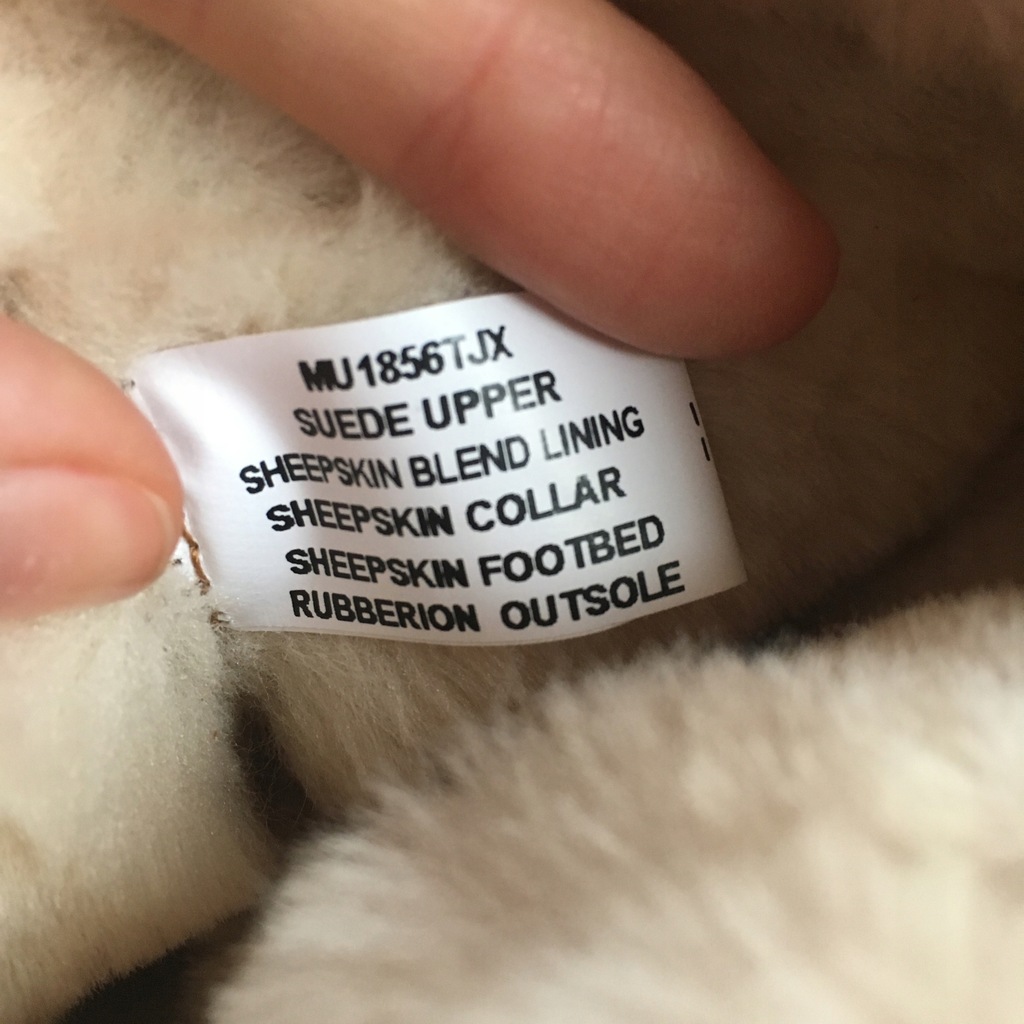 MU1856TJX
SUEDE UPPER
SHEEPSKIN BLEND LINING
SHEEPSKIN COLLAR
SHEEPSKIN FOOTBED
RUBBERION OUTSOLE